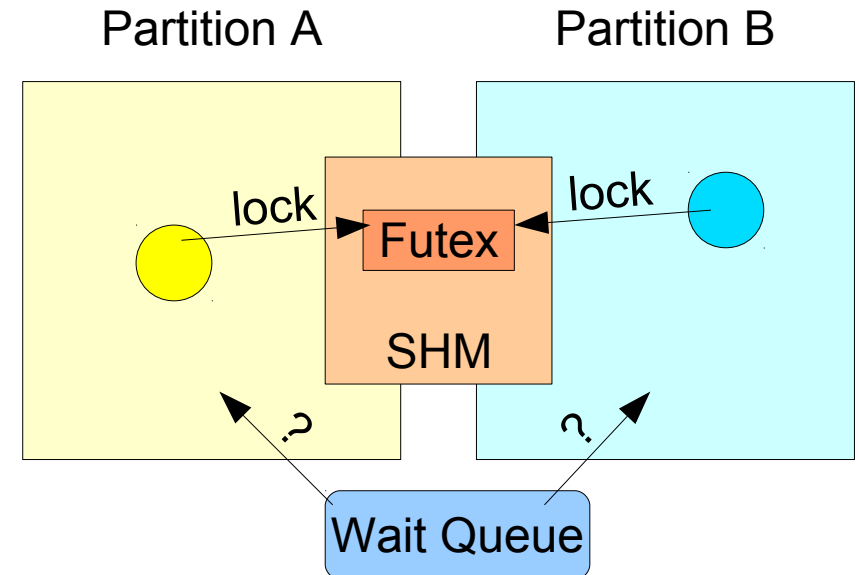 Partition A
Partition B
lock
lock
Futex
SHM
?
?
Wait Queue